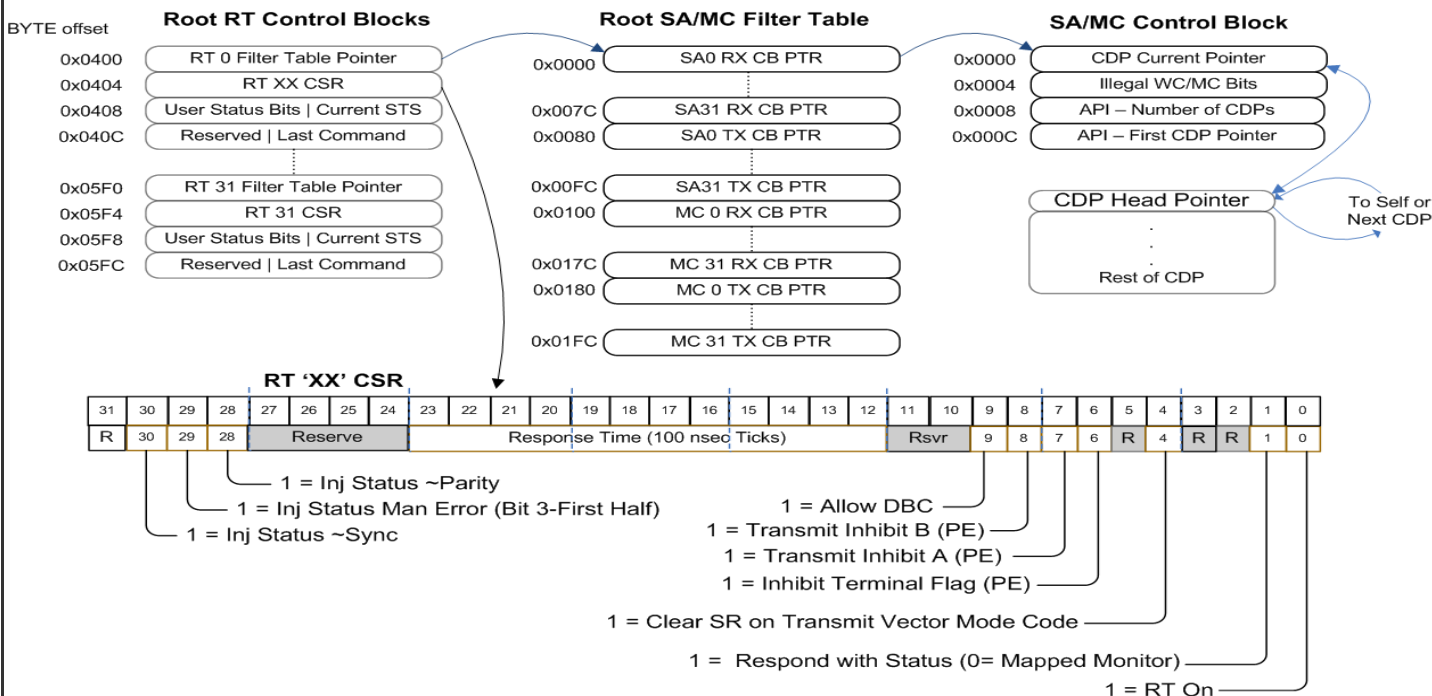 Root RT Control Blocks
Root SA/MC Filter Table
SA/MC Control Block
BYTE offset
0x0400 RT 0 Filter Table Pointer
0x0404 RT XX CSR
0x0408 User Status Bits | Current STS
0x040C Reserved | Last Command
0x05F0 RT 31 Filter Table Pointer
0x05F4 RT 31 CSR
0x05F8 User Status Bits | Current STS
0x05FC Reserved | Last Command
0x0000 SA0 RX CB PTR
0x007C SA31 RX CB PTR
0x0080 SA0 TX CB PTR
0x00FC SA31 TX CB PTR
0x0100 MC 0 RX CB PTR
0x017C MC 31 RX CB PTR
0x0180 MC 0 TX CB PTR
0x01FC MC 31 TX CB PTR
0x0000 CDP Current Pointer
0x0004 Illegal WC/MC Bits
0x0008 API – Number of CDPs
0x000C API – First CDP Pointer
CDP Head Pointer
.
.
.
Rest of CDP
To Self or
Next CDP
RT ‘XX’ CSR
31 30 29 28 27 26 25 24 23 22 21 20 19 18 17 16 15 14 13 12 11 10 9 8 7 6 5 4 3 2 1 0
R 30 29 28 Reserve Response Time (100 nsec Ticks) Rsvr 9 8 7 6 R 4 R R 1 0
1 = Inj Status ~Parity
1 = Inj Status Man Error (Bit 3-First Half)
1 = Inj Status ~Sync
1 = Allow DBC
1 = Transmit Inhibit B (PE)
1 = Transmit Inhibit A (PE)
1 = Inhibit Terminal Flag (PE)
1 = Clear SR on Transmit Vector Mode Code
1 = Respond with Status (0= Mapped Monitor)
1 = RT On